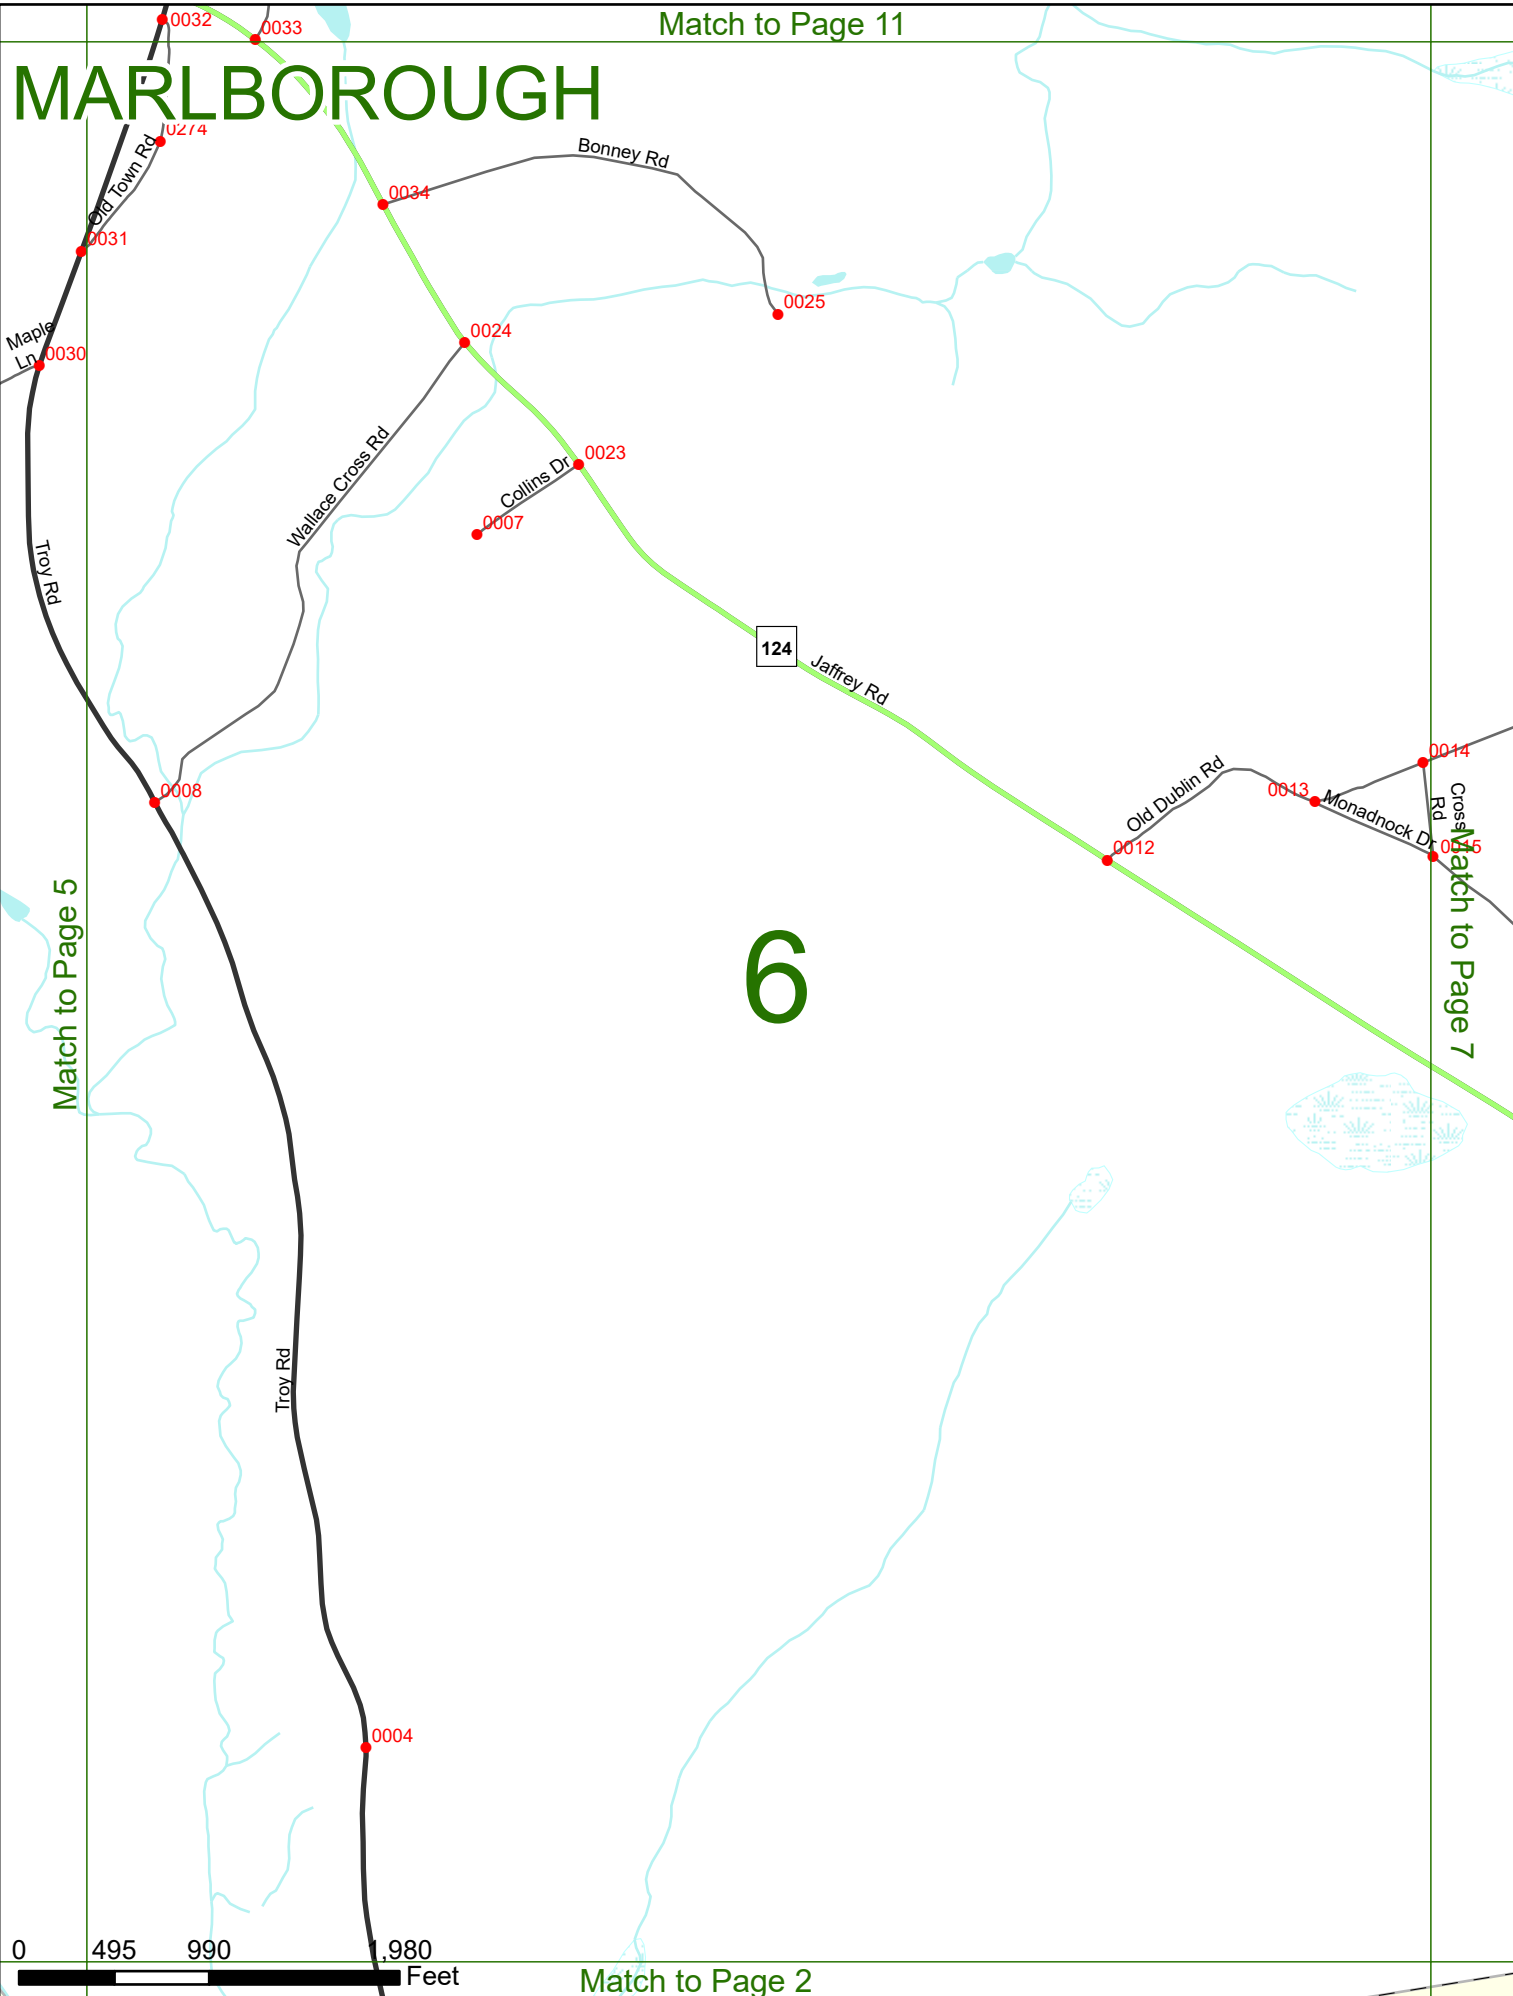 Match to Page 11
0032
0033
MARLBOROUGH
0274
Old Town Rd
Bonney Rd
0034
0031
0025
0024
Maple
Ln
0030
Wallace Cross Rd
0023
Collins Dr
0007
Troy Rd
124
Jaffrey Rd
0014
Old Dublin Rd
0013
Monadnock Dr
Cross
Rd
0008
0012
0015
Match to Page 5
6
Match to Page 7
Troy Rd
0004
0 495 990 1,980
Feet
Match to Page 2